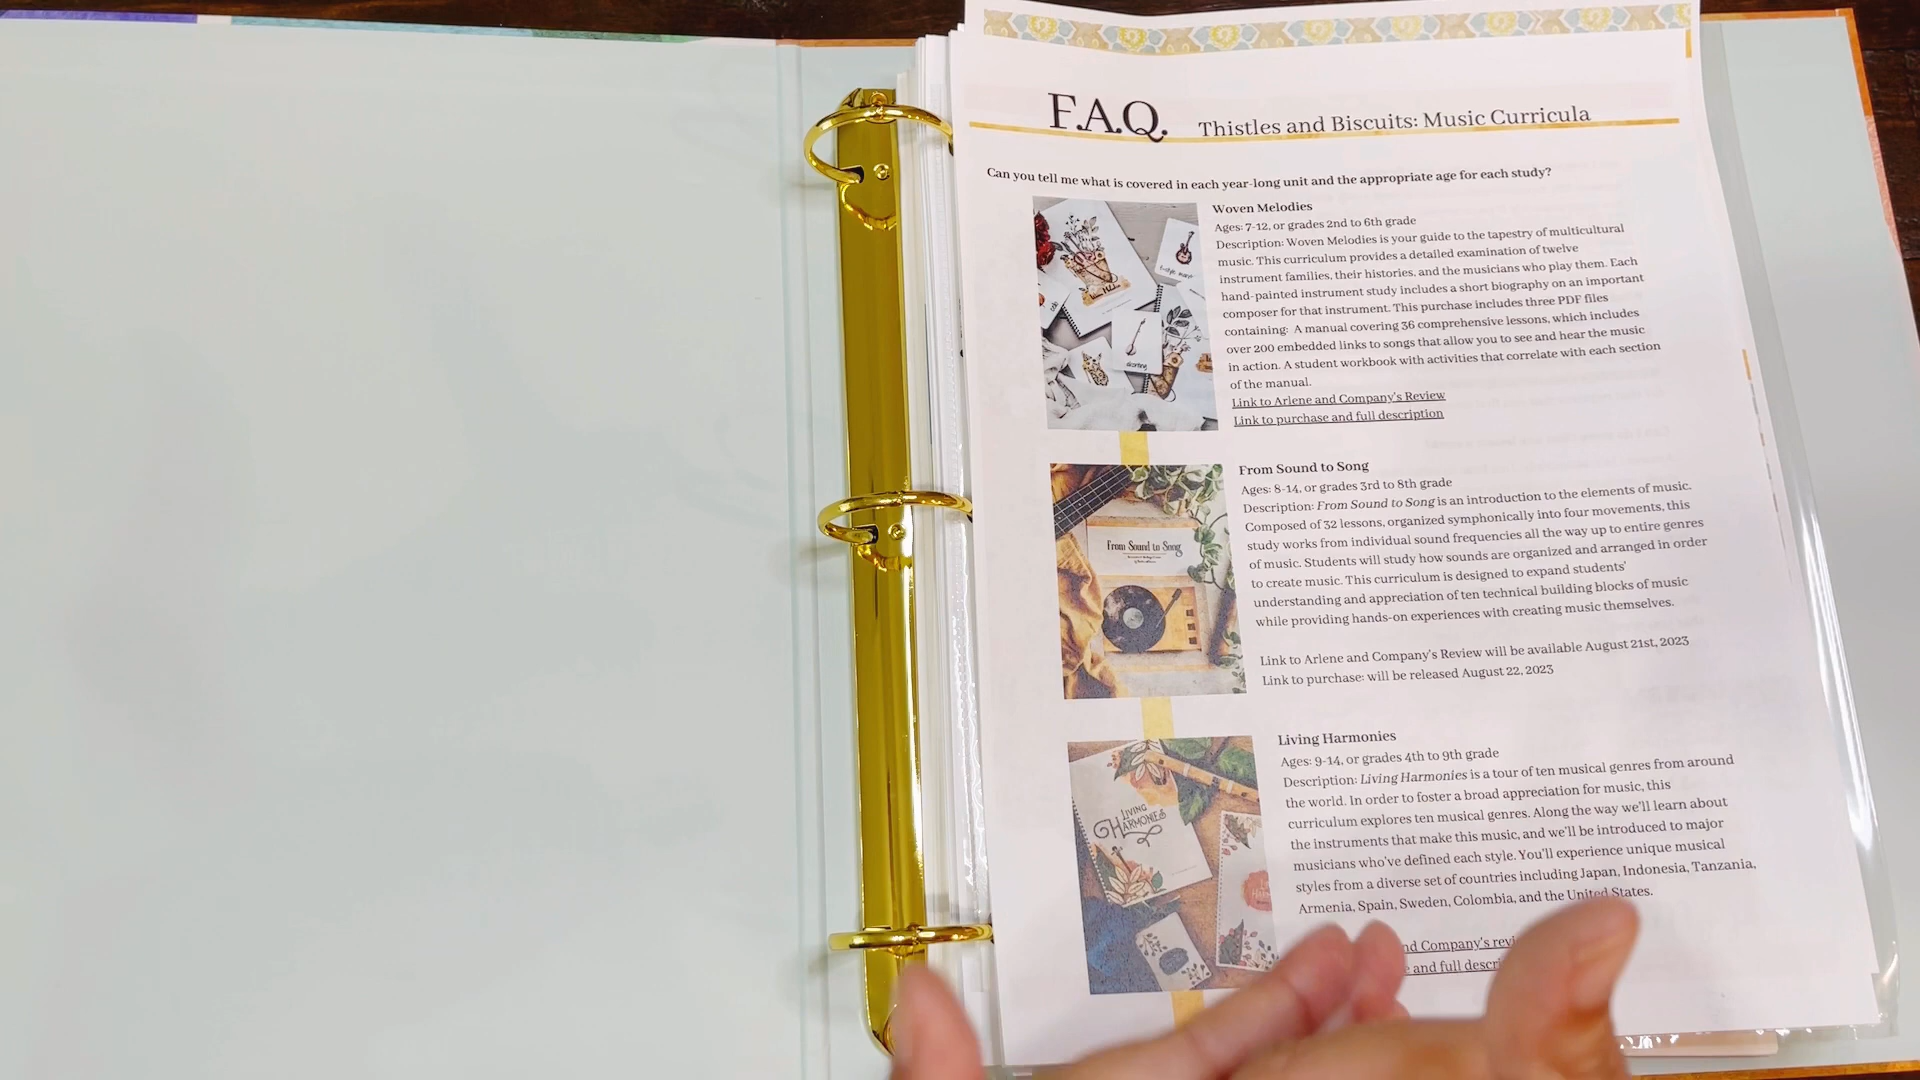 F.A.Q. Thistles and Biscuits: Music Curricula
Can you tell me what is covered in each year-long unit and the appropriate age for each study?
Woven Melodies
Ages: 7-12, or grades 2nd to 6th grade
Description: Woven Melodies is your guide to the tapestry of multicultural
music. This curriculum provides a detailed examination of twelve
instrument families, their histories, and the musicians who play them. Each
hand-painted instrument study includes a short biography on an important
composer for that instrument. This purchase includes three PDF files
containing: A manual covering 36 comprehensive lessons, which includes
over 200 embedded links to songs that allow you to see and hear the music
in action. A student workbook with activities that correlate with each section
of the manual.
Link to Arlene and Company's Review
Link to purchase and full description
From Sound to Song
From Sound to Song
Ages: 8-14, or grades 3rd to 8th grade
Description: From Sound to Song is an introduction to the elements of music.
Composed of 32 lessons, organized symphonically into four movements, this
study works from individual sound frequencies all the way up to entire genres
of music. Students will study how sounds are organized and arranged in order
to create music. This curriculum is designed to expand students'
understanding and appreciation of ten technical building blocks of music
while providing hands-on experiences with creating music themselves.
Link to Arlene and Company's Review will be available August 21st, 2023
Link to purchase: will be released August 22, 2023
LIVING
HARMONIES
Living Harmonies
Ages: 9-14, or grades 4th to 9th grade
Description: Living Harmonies is a tour of ten musical genres from around
the world. In order to foster a broad appreciation for music, this
curriculum explores ten musical genres. Along the way we'll learn about
the instruments that make this music, and we'll be introduced to major
musicians who've defined each style. You'll experience unique musical
styles from a diverse set of countries including Japan, Indonesia, Tanzania,
Armenia, Spain, Sweden, Colombia, and the United States.
nd Company's revi
e and full descri